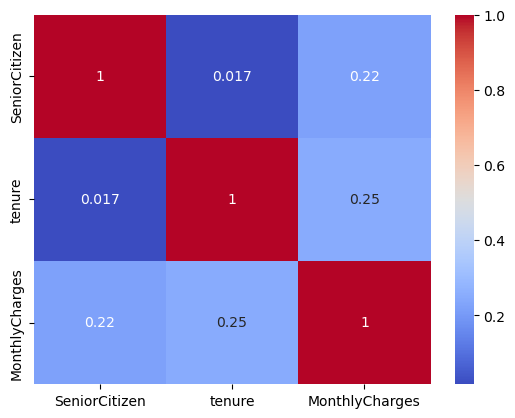 SeniorCitizen
1
0.017
0.22
tenure
0.017
1
0.25
MonthlyCharges
0.22
0.25
1
SeniorCitizen
tenure
MonthlyCharges
1.0
0.8
0.6
0.4
0.2